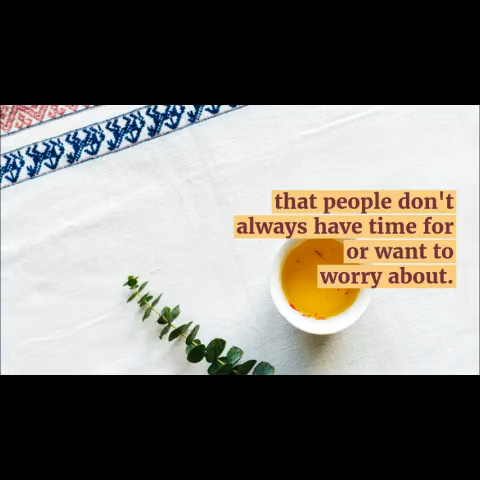 that people don't
always have time for
or want to
worry about.